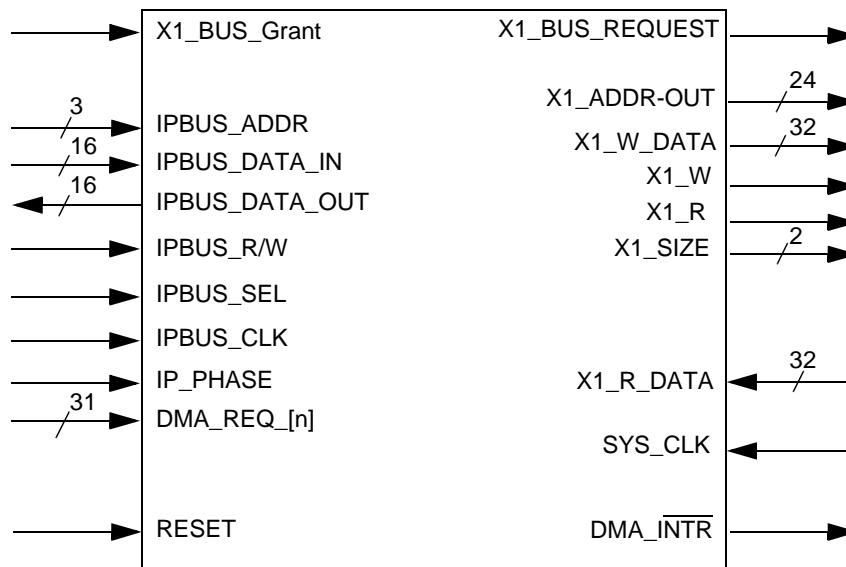 X1_BUS_Grant
X1_BUS_REQUEST
3
IPBUS_ADDR
16
IPBUS_DATA_IN
16
IPBUS_DATA_OUT
IPBUS_R/W
IPBUS_SEL
IPBUS_CLK
IP_PHASE
31
DMA_REQ_[n]
RESET
24
X1_ADDR-OUT
32
X1_W_DATA
X1_W
X1_R
2
X1_SIZE
32
X1_R_DATA
SYS_CLK
DMA_INTR